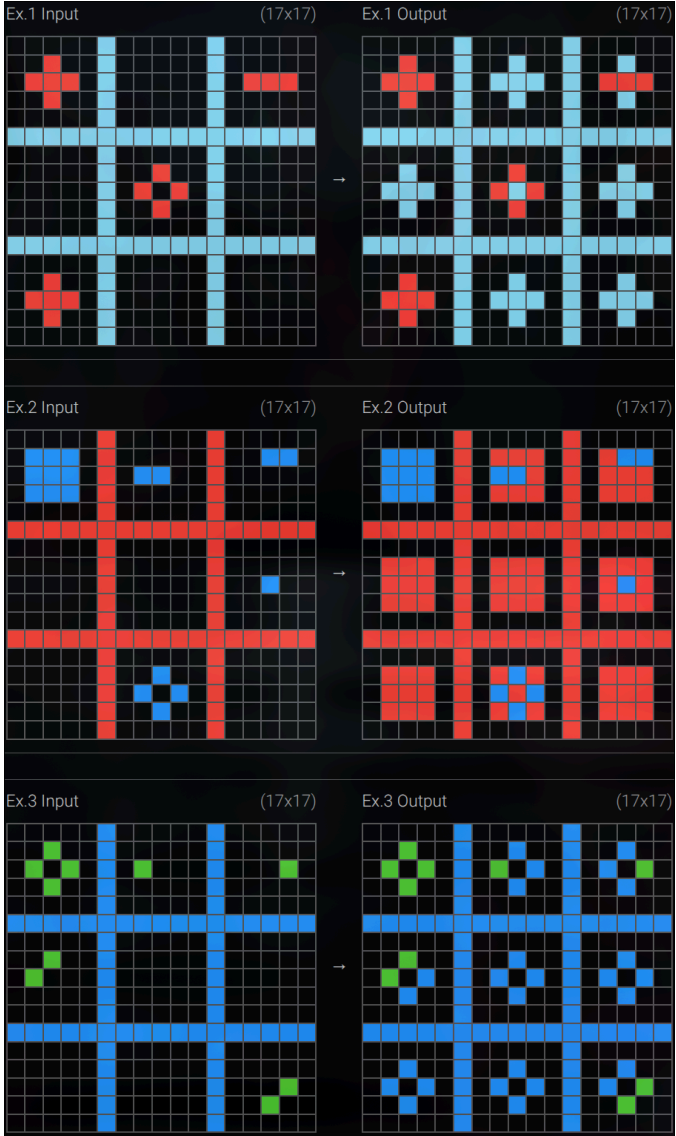 Ex.1 Input (17x17) Ex.1 Output (17x17)
→
Ex.2 Input (17x17) Ex.2 Output (17x17)
→
Ex.3 Input (17x17) Ex.3 Output (17x17)
→